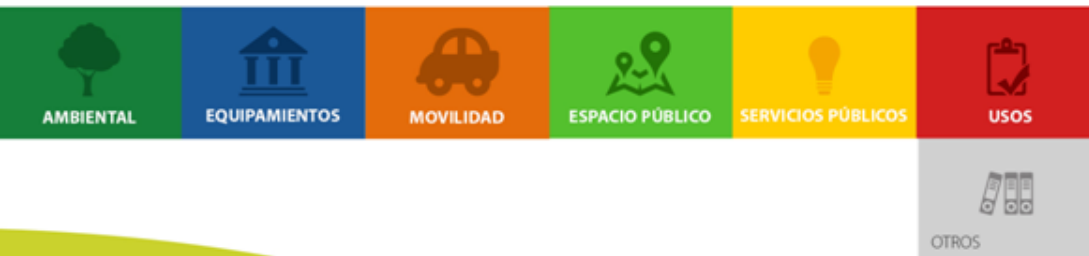 AMBIENTAL
EQUIPAMIENTOS
MOVILIDAD
ESPACIO PÚBLICO
SERVICIOS PÚBLICOS
USOS
OTROS